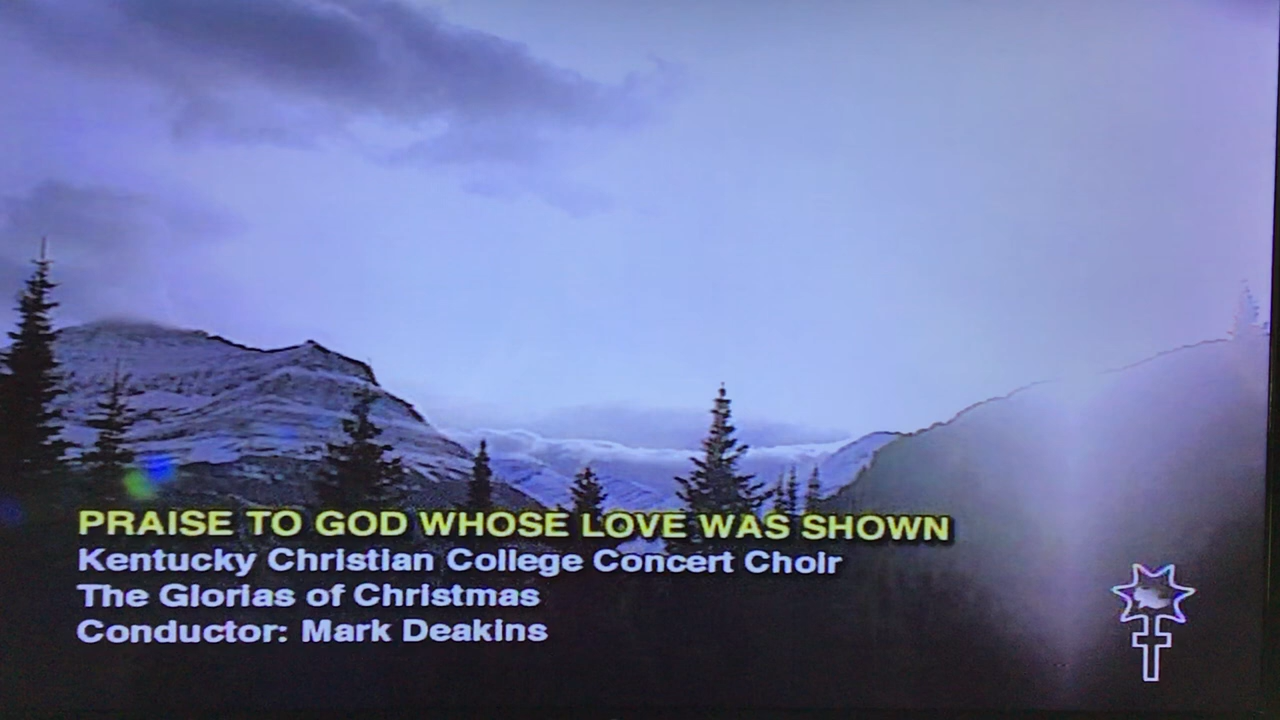 PRAISE TO GOD WHOSE LOVE WAS SHOWN
Kentucky Christian College Concert Choir
The Glorias of Christmas
Conductor: Mark Deakins